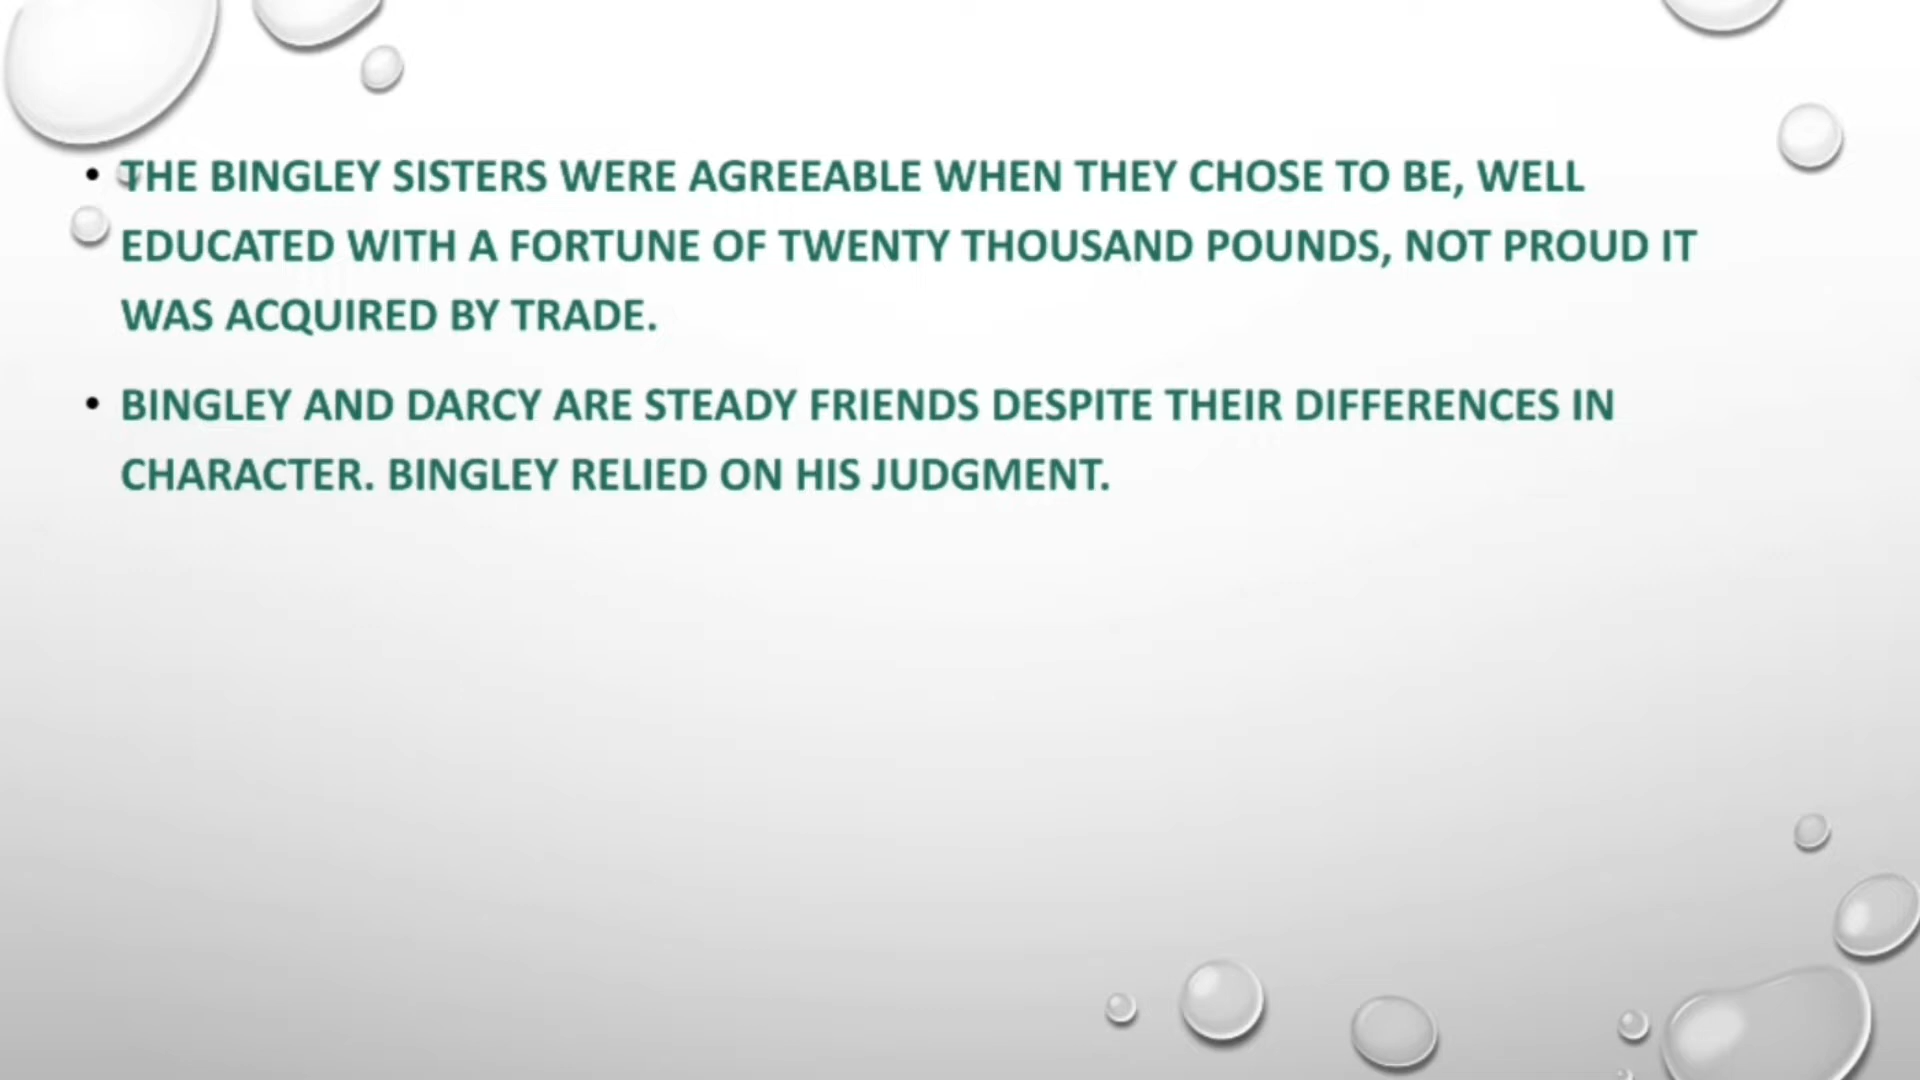 • THE BINGLEY SISTERS WERE AGREEABLE WHEN THEY CHOSE TO BE, WELL
EDUCATED WITH A FORTUNE OF TWENTY THOUSAND POUNDS, NOT PROUD IT
WAS ACQUIRED BY TRADE.
• BINGLEY AND DARCY ARE STEADY FRIENDS DESPITE THEIR DIFFERENCES IN
CHARACTER. BINGLEY RELIED ON HIS JUDGMENT.